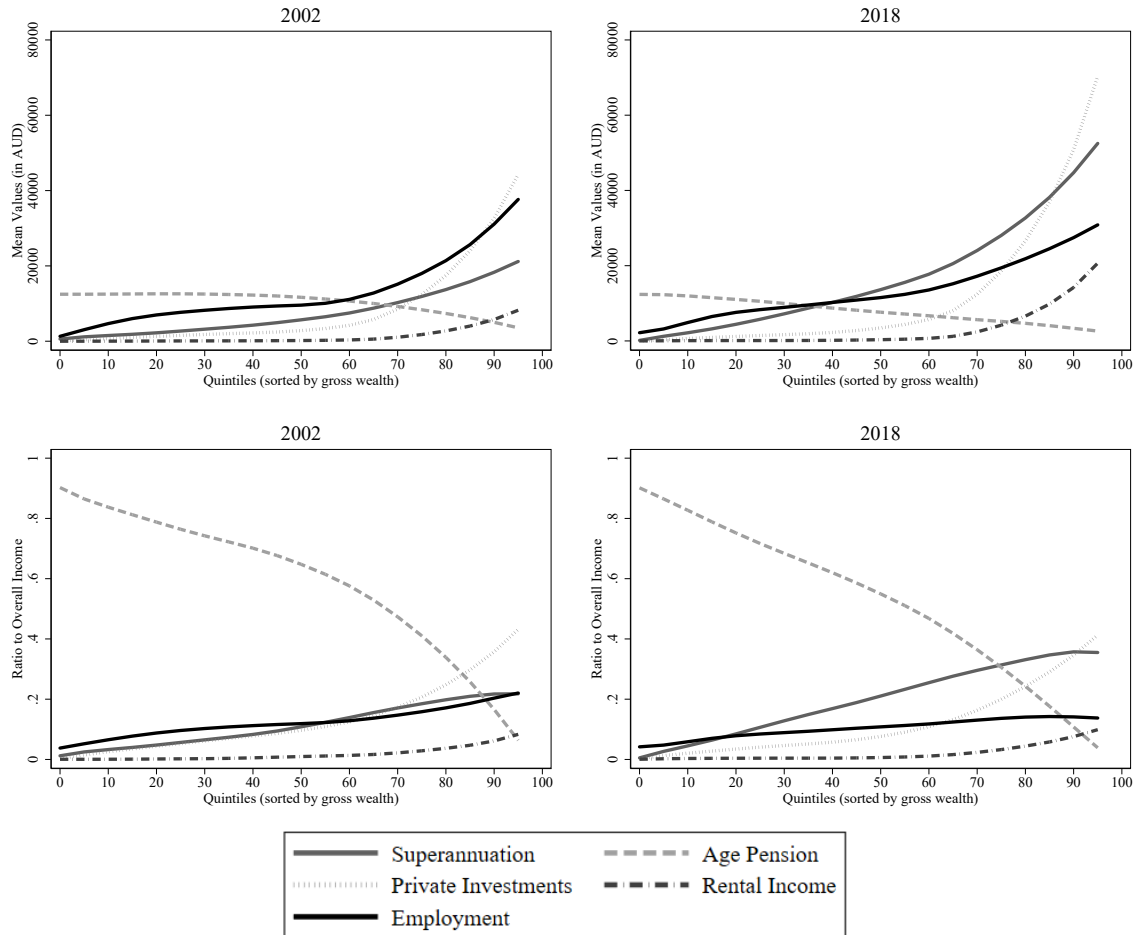 2002
2018
Mean Values (in AUD)
80000
60000
40000
20000
0
0 10 20 30 40 50 60 70 80 90 100
Quintiles (sorted by gross wealth)
Mean Values (in AUD)
80000
60000
40000
20000
0
0 10 20 30 40 50 60 70 80 90 100
Quintiles (sorted by gross wealth)
2002
2018
Ratio to Overall Income
1
.8
.6
.4
.2
0
0 10 20 30 40 50 60 70 80 90 100
Quintiles (sorted by gross wealth)
Ratio to Overall Income
1
.8
.6
.4
.2
0
0 10 20 30 40 50 60 70 80 90 100
Quintiles (sorted by gross wealth)
Superannuation
Age Pension
Private Investments
Rental Income
Employment